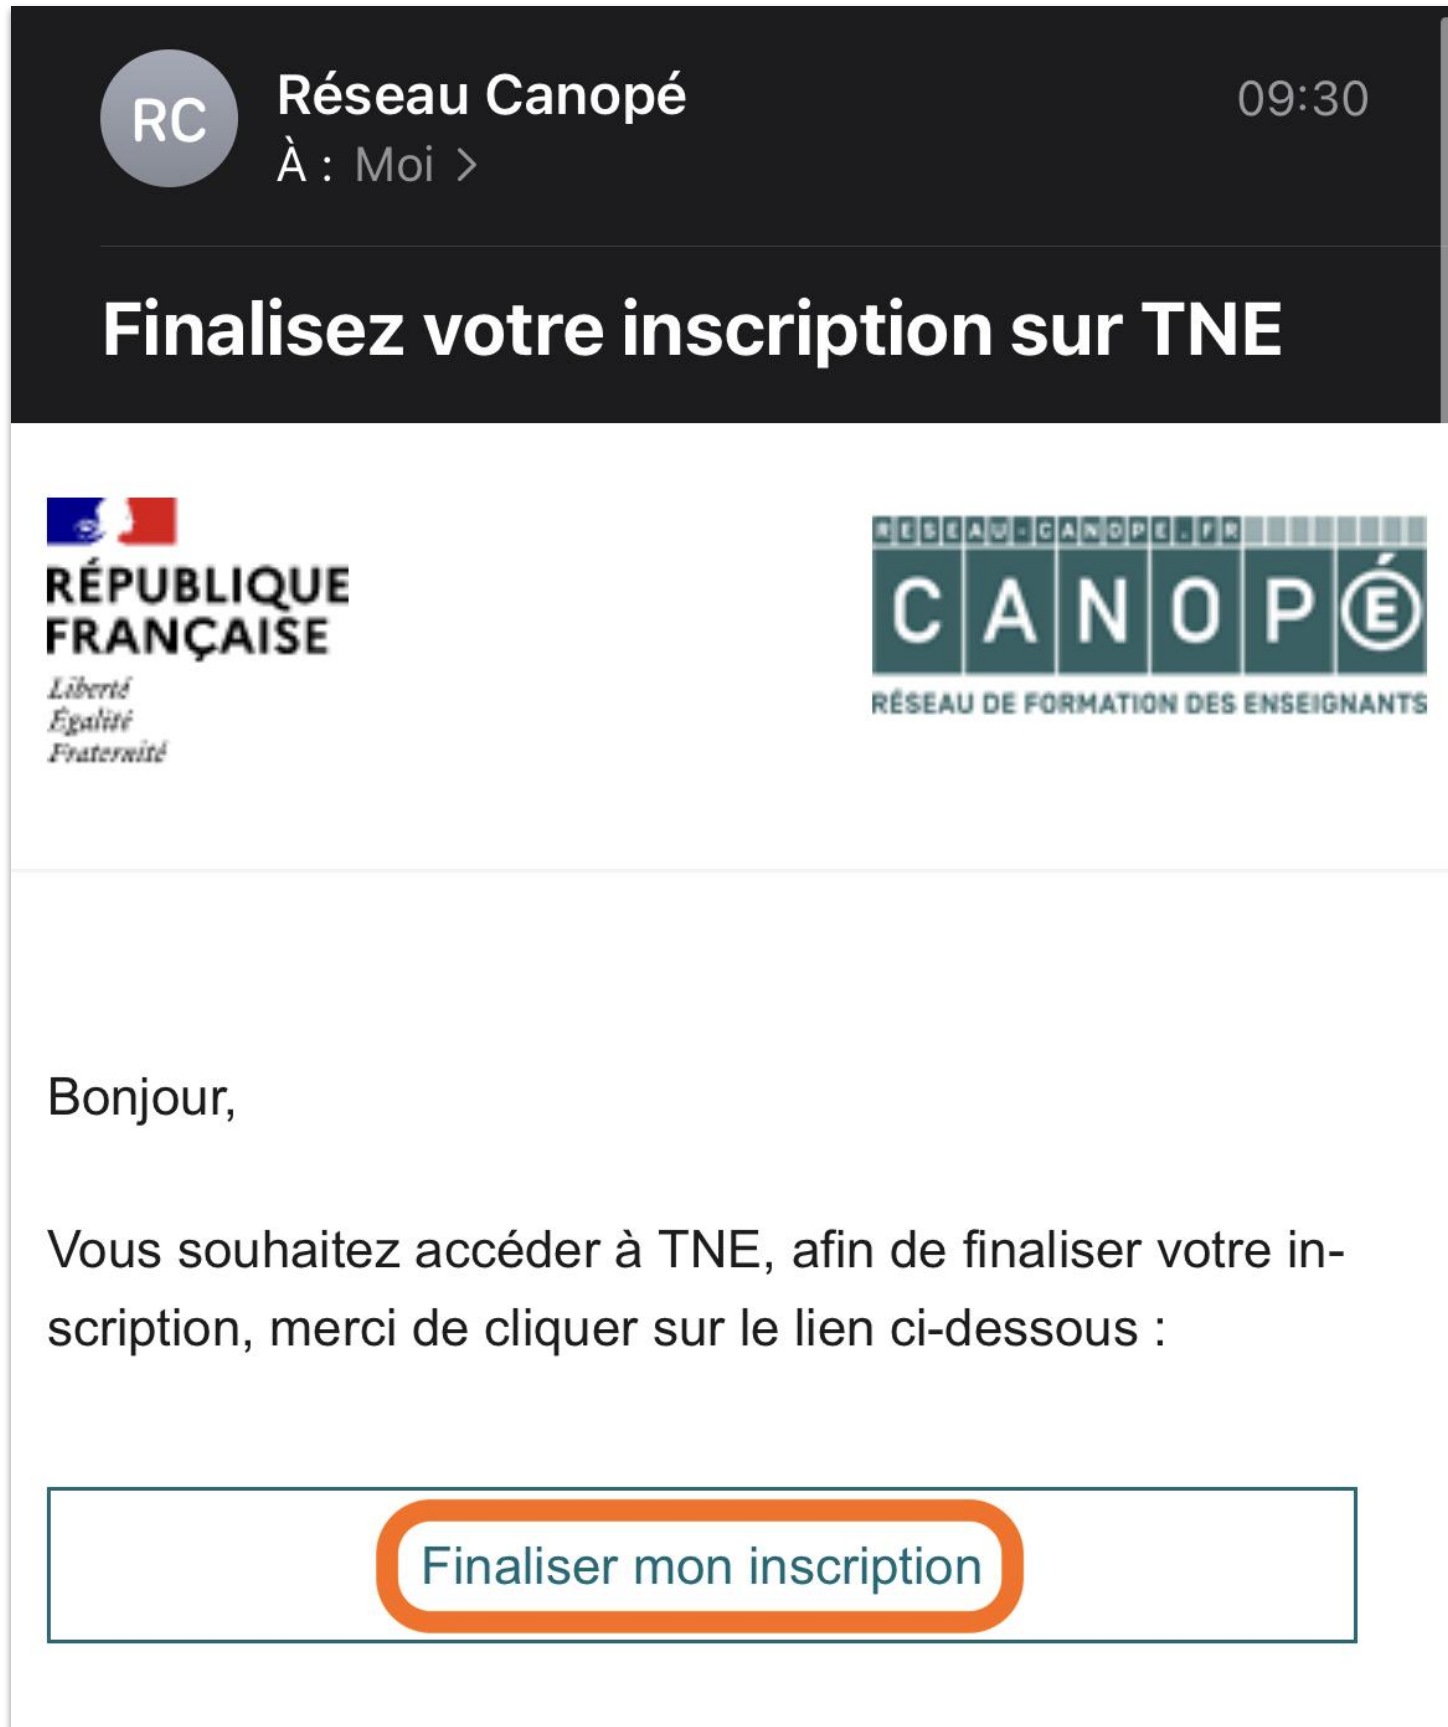 RC
Réseau Canopé
09:30
À : Moi >
Finalisez votre inscription sur TNE
RÉPUBLIQUE
FRANÇAISE
Liberté
Égalité
Fraternité
RESEAU-CANOPE.FR
CANOPÉ
RÉSEAU DE FORMATION DES ENSEIGNANTS
Bonjour,
Vous souhaitez accéder à TNE, afin de finaliser votre in-
scription, merci de cliquer sur le lien ci-dessous :
Finaliser mon inscription